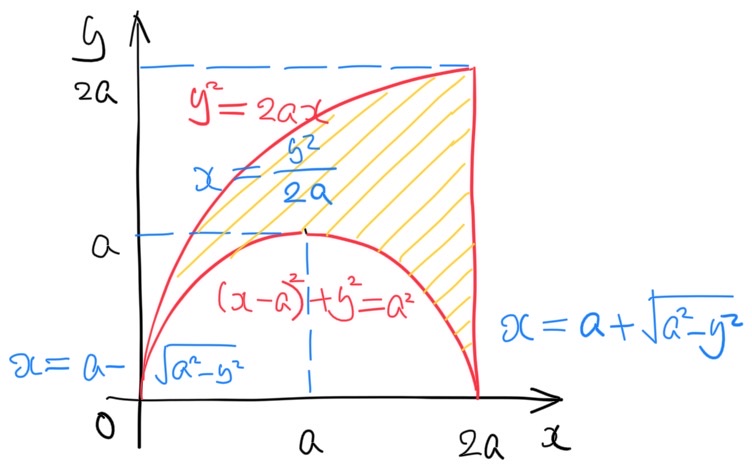 y
2a
y² = 2ax
x = y²/2a
a
(x-a)² + y² = a²
x = a + √a²-y²
x = a - √a²-y²
0
a
2a
x